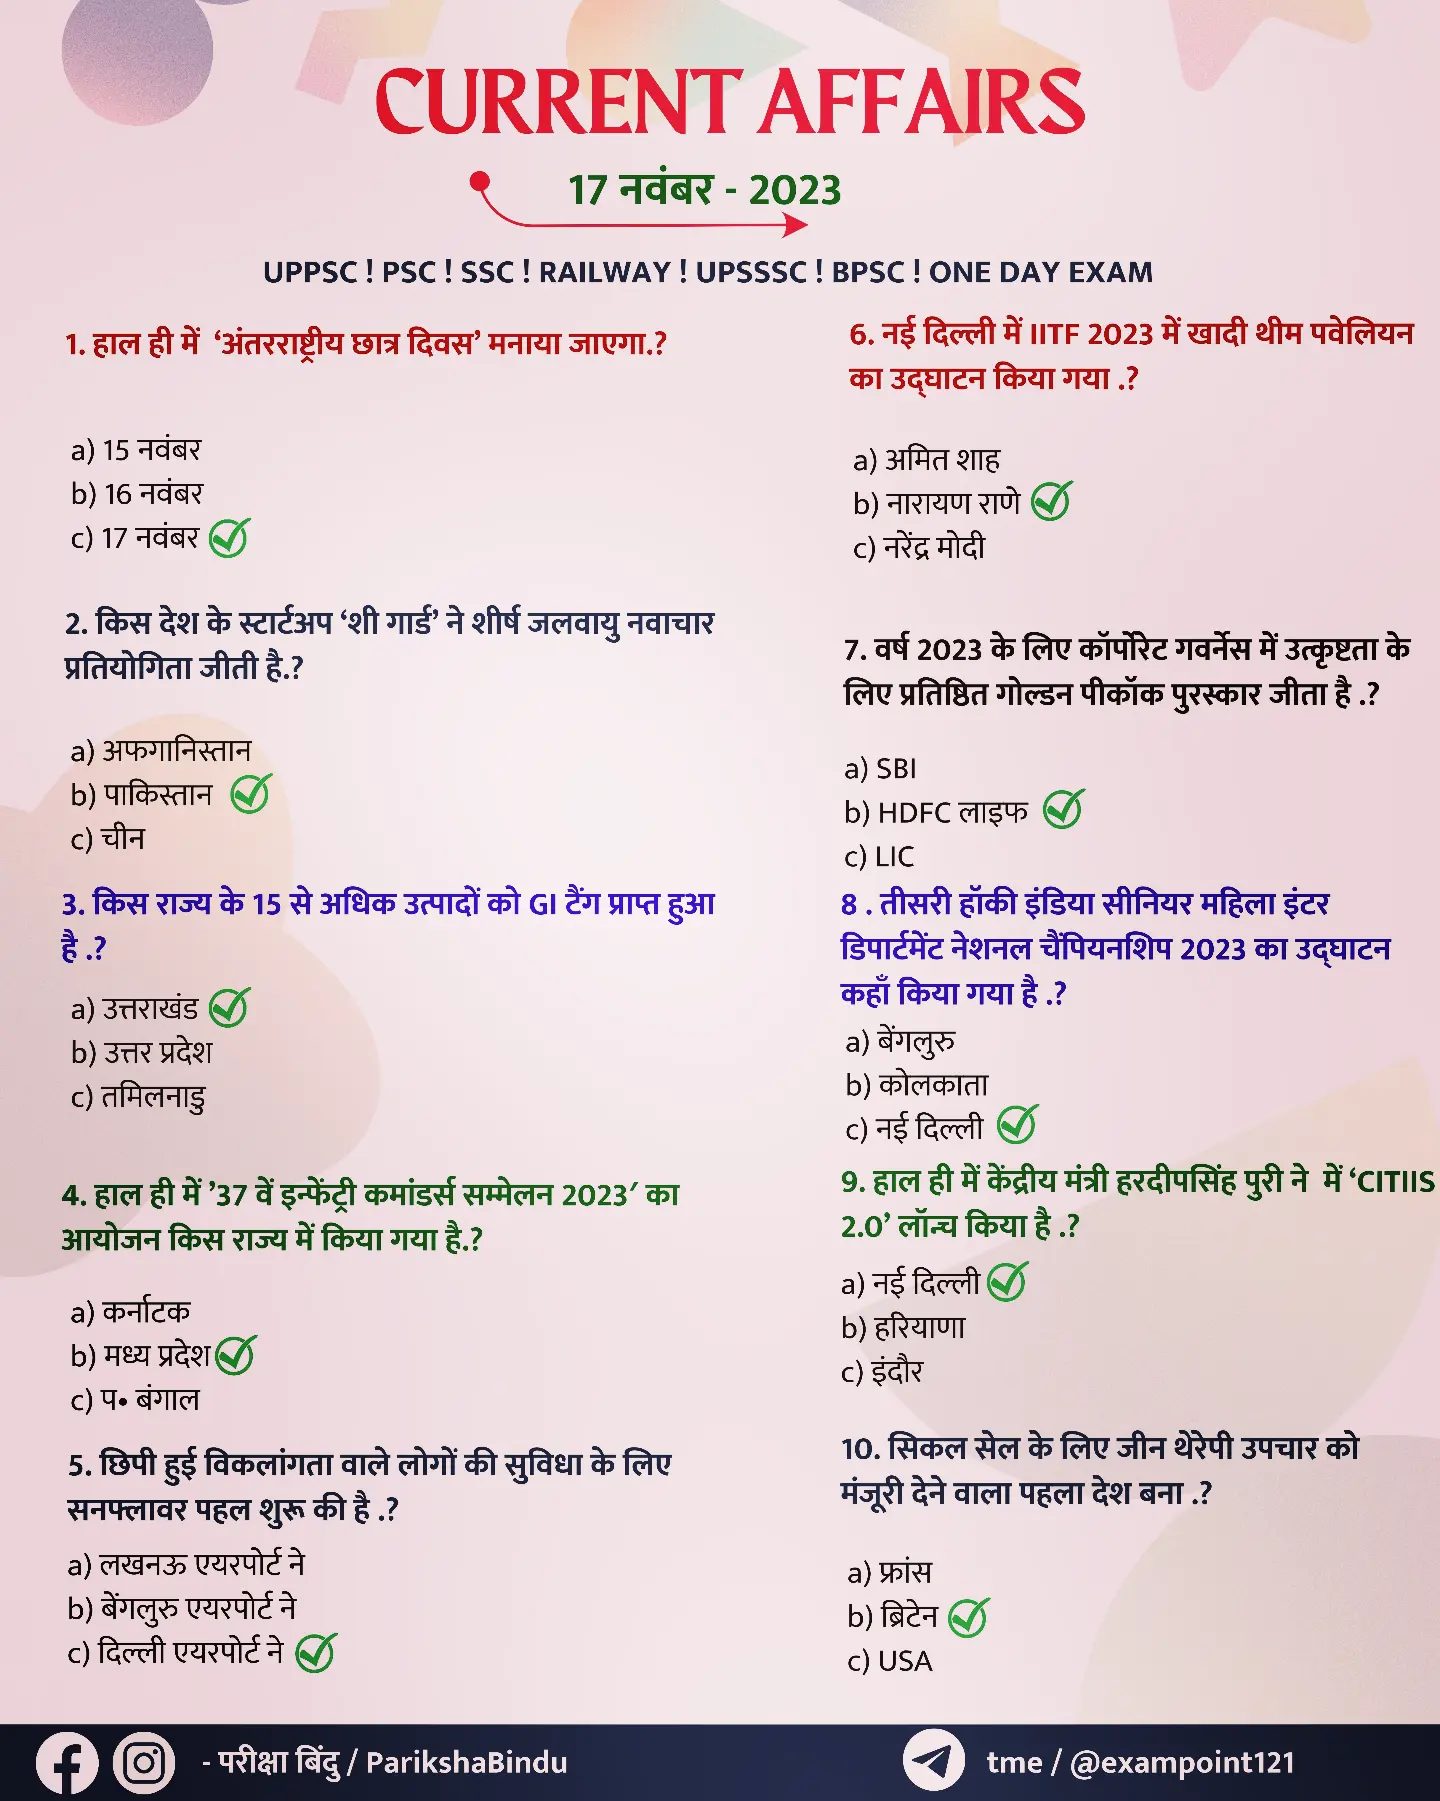 CURRENT AFFAIRS
17 नवंबर - 2023
UPPSC ! PSC ! SSC ! RAILWAY ! UPSSSC ! BPSC ! ONE DAY EXAM
1. हाल ही में ‘अंतरराष्ट्रीय छात्र दिवस’ मनाया जाएगा.?
a) 15 नवंबर
b) 16 नवंबर
c) 17 नवंबर
2. किस देश के स्टार्टअप ‘शी गार्ड’ ने शीर्ष जलवायु नवाचार
प्रतियोगिता जीती है.?
a) अफगानिस्तान
b) पाकिस्तान
c) चीन
3. किस राज्य के 15 से अधिक उत्पादों को GI टैंग प्राप्त हुआ
है .?
a) उत्तराखंड
b) उत्तर प्रदेश
c) तमिलनाडु
4. हाल ही में ’37 वें इन्फेंट्री कमांडर्स सम्मेलन 2023′ का
आयोजन किस राज्य में किया गया है.?
a) कर्नाटक
b) मध्य प्रदेश
c) प• बंगाल
5. छिपी हुई विकलांगता वाले लोगों की सुविधा के लिए
सनफ्लावर पहल शुरू की है .?
a) लखनऊ एयरपोर्ट ने
b) बेंगलुरु एयरपोर्ट ने
c) दिल्ली एयरपोर्ट ने
6. नई दिल्ली में IITF 2023 में खादी थीम पवेलियन
का उद्घाटन किया गया .?
a) अमित शाह
b) नारायण राणे
c) नरेंद्र मोदी
7. वर्ष 2023 के लिए कॉर्पोरेट गवर्नेस में उत्कृष्टता के
लिए प्रतिष्ठित गोल्डन पीकॉक पुरस्कार जीता है .?
a) SBI
b) HDFC लाइफ
c) LIC
8 . तीसरी हॉकी इंडिया सीनियर महिला इंटर
डिपार्टमेंट नेशनल चैंपियनशिप 2023 का उद्घाटन
कहाँ किया गया है .?
a) बेंगलुरु
b) कोलकाता
c) नई दिल्ली
9. हाल ही में केंद्रीय मंत्री हरदीपसिंह पुरी ने में ‘CITIIS
2.0’ लॉन्च किया है .?
a) नई दिल्ली
b) हरियाणा
c) इंदौर
10. सिकल सेल के लिए जीन थेरेपी उपचार को
मंजूरी देने वाला पहला देश बना .?
a) फ्रांस
b) ब्रिटेन
c) USA
- परीक्षा बिंदु / ParikshaBindu
tme / @exampoint121